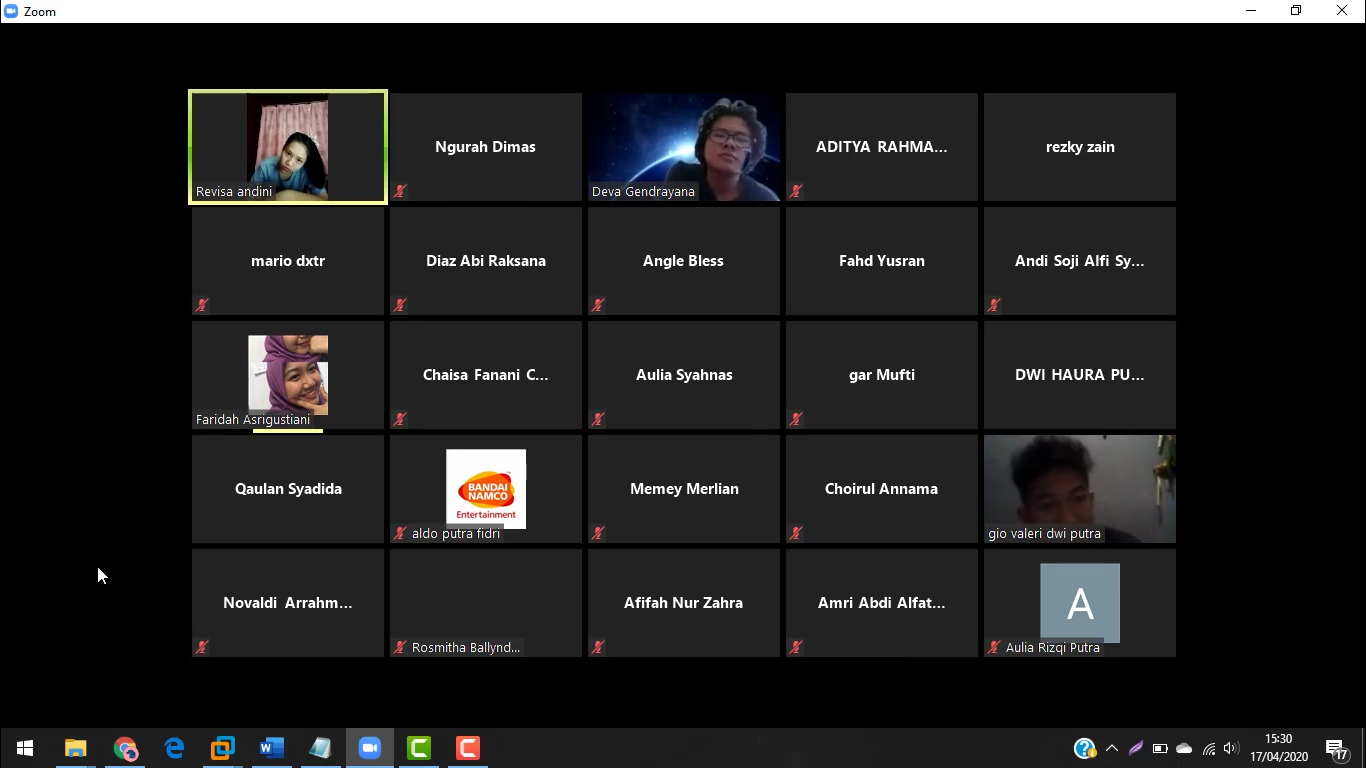 Zoom
Revisa andini
Ngurah Dimas
Deva Gendrayana
ADITYA RAHMA...
rezky zain
mario dxtr
Diaz Abi Raksana
Angle Bless
Fahd Yusran
Andi Soji Alfi Sy...
Faridah Asrigustiani
Chaisa Fanani C...
Aulia Syahnas
gar Mufti
DWI HAURA PU...
Qaulan Syadida
BANDAI
NAMCO
Entertainment
aldo putra fidri
Memey Merlian
Choirul Annama
gio valeri dwi putra
Novaldi Arrahm...
Rosmitha Ballynd...
Afifah Nur Zahra
Amri Abdi Alfat...
A
Aulia Rizqi Putra
15:30
17/04/2020
17